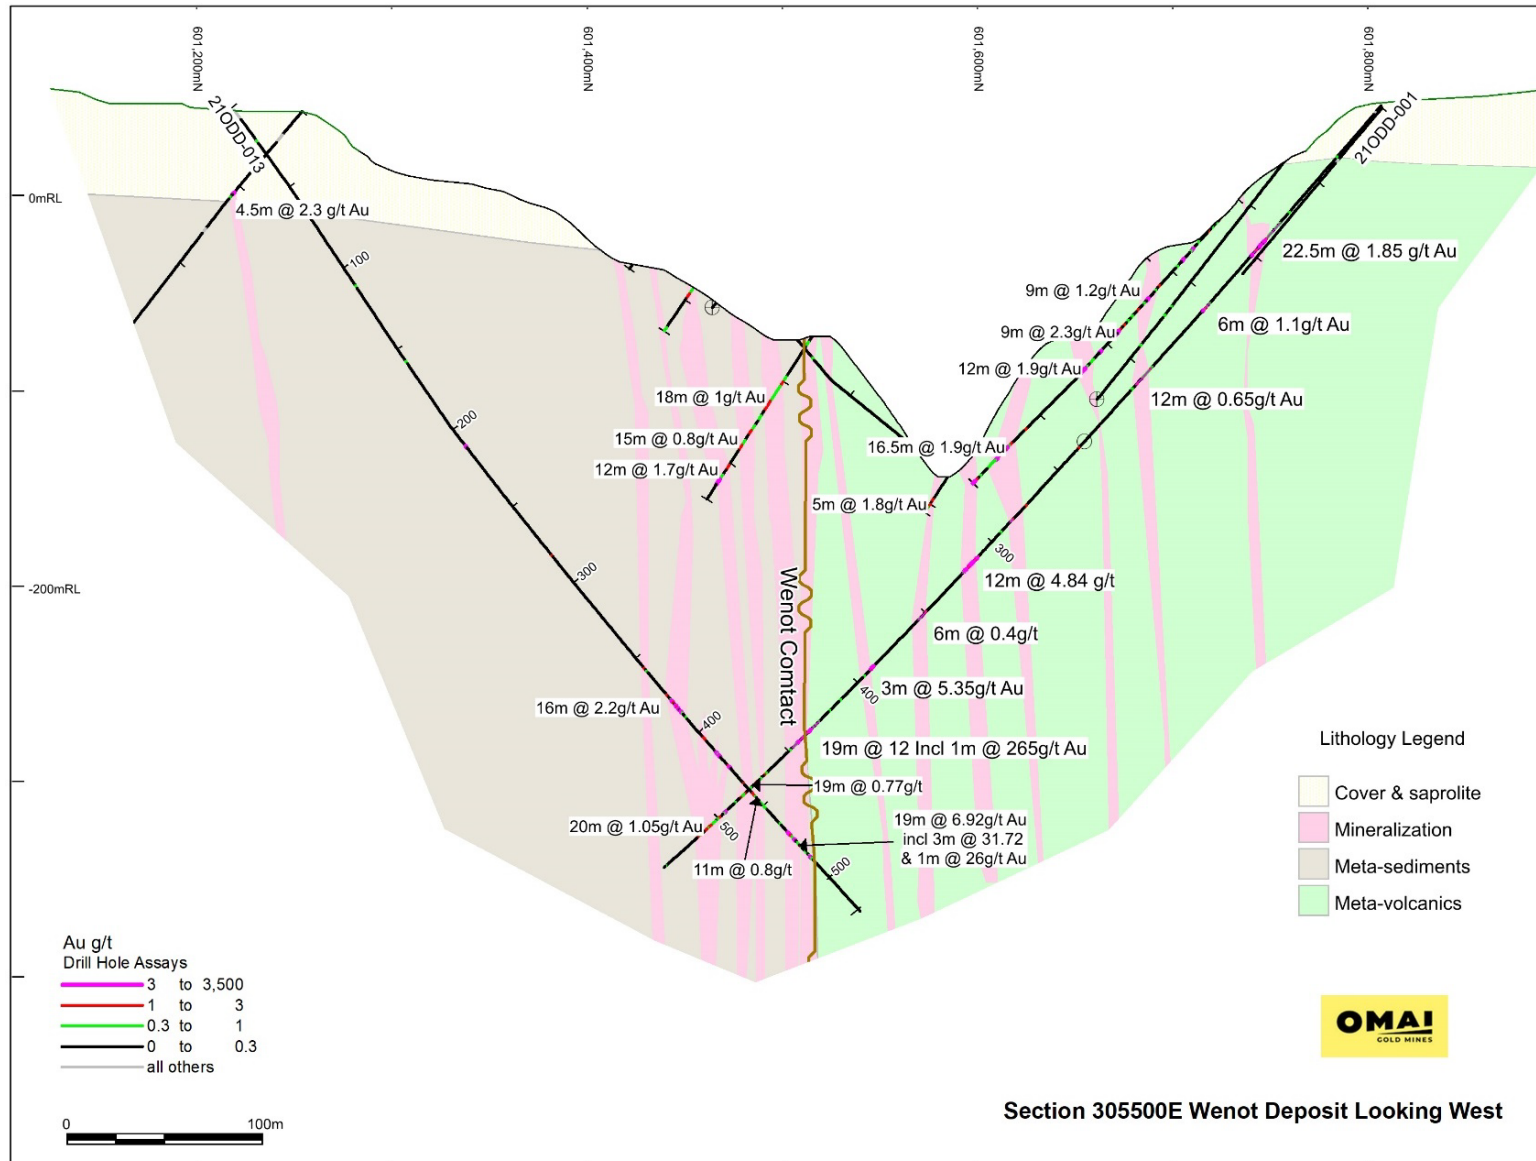 601,200mN
601,400mN
601,600mN
601,800mN
21ODD-013
21ODD-001
0mRL
4.5m @ 2.3 g/t Au
22.5m @ 1.85 g/t Au
100
9m @ 1.2g/t Au
6m @ 1.1g/t Au
9m @ 2.3g/t Au
12m @ 1.9g/t Au
18m @ 1g/t Au
12m @ 0.65g/t Au
200
15m @ 0.8g/t Au
16.5m @ 1.9g/t Au
12m @ 1.7g/t Au
5m @ 1.8g/t Au
300
300
12m @ 4.84 g/t
-200mRL
Wenot Comtact
6m @ 0.4g/t
3m @ 5.35g/t Au
400
16m @ 2.2g/t Au
400
19m @ 12 Incl 1m @ 265g/t Au
19m @ 0.77g/t
20m @ 1.05g/t Au
500
19m @ 6.92g/t Au
incl 3m @ 31.72
& 1m @ 26g/t Au
11m @ 0.8g/t
500
Lithology Legend
Cover & saprolite
Mineralization
Meta-sediments
Meta-volcanics
Au g/t
Drill Hole Assays
3 to 3,500
1 to 3
0.3 to 1
0 to 0.3
all others
0 100m
OMAI
GOLD MINES
Section 305500E Wenot Deposit Looking West